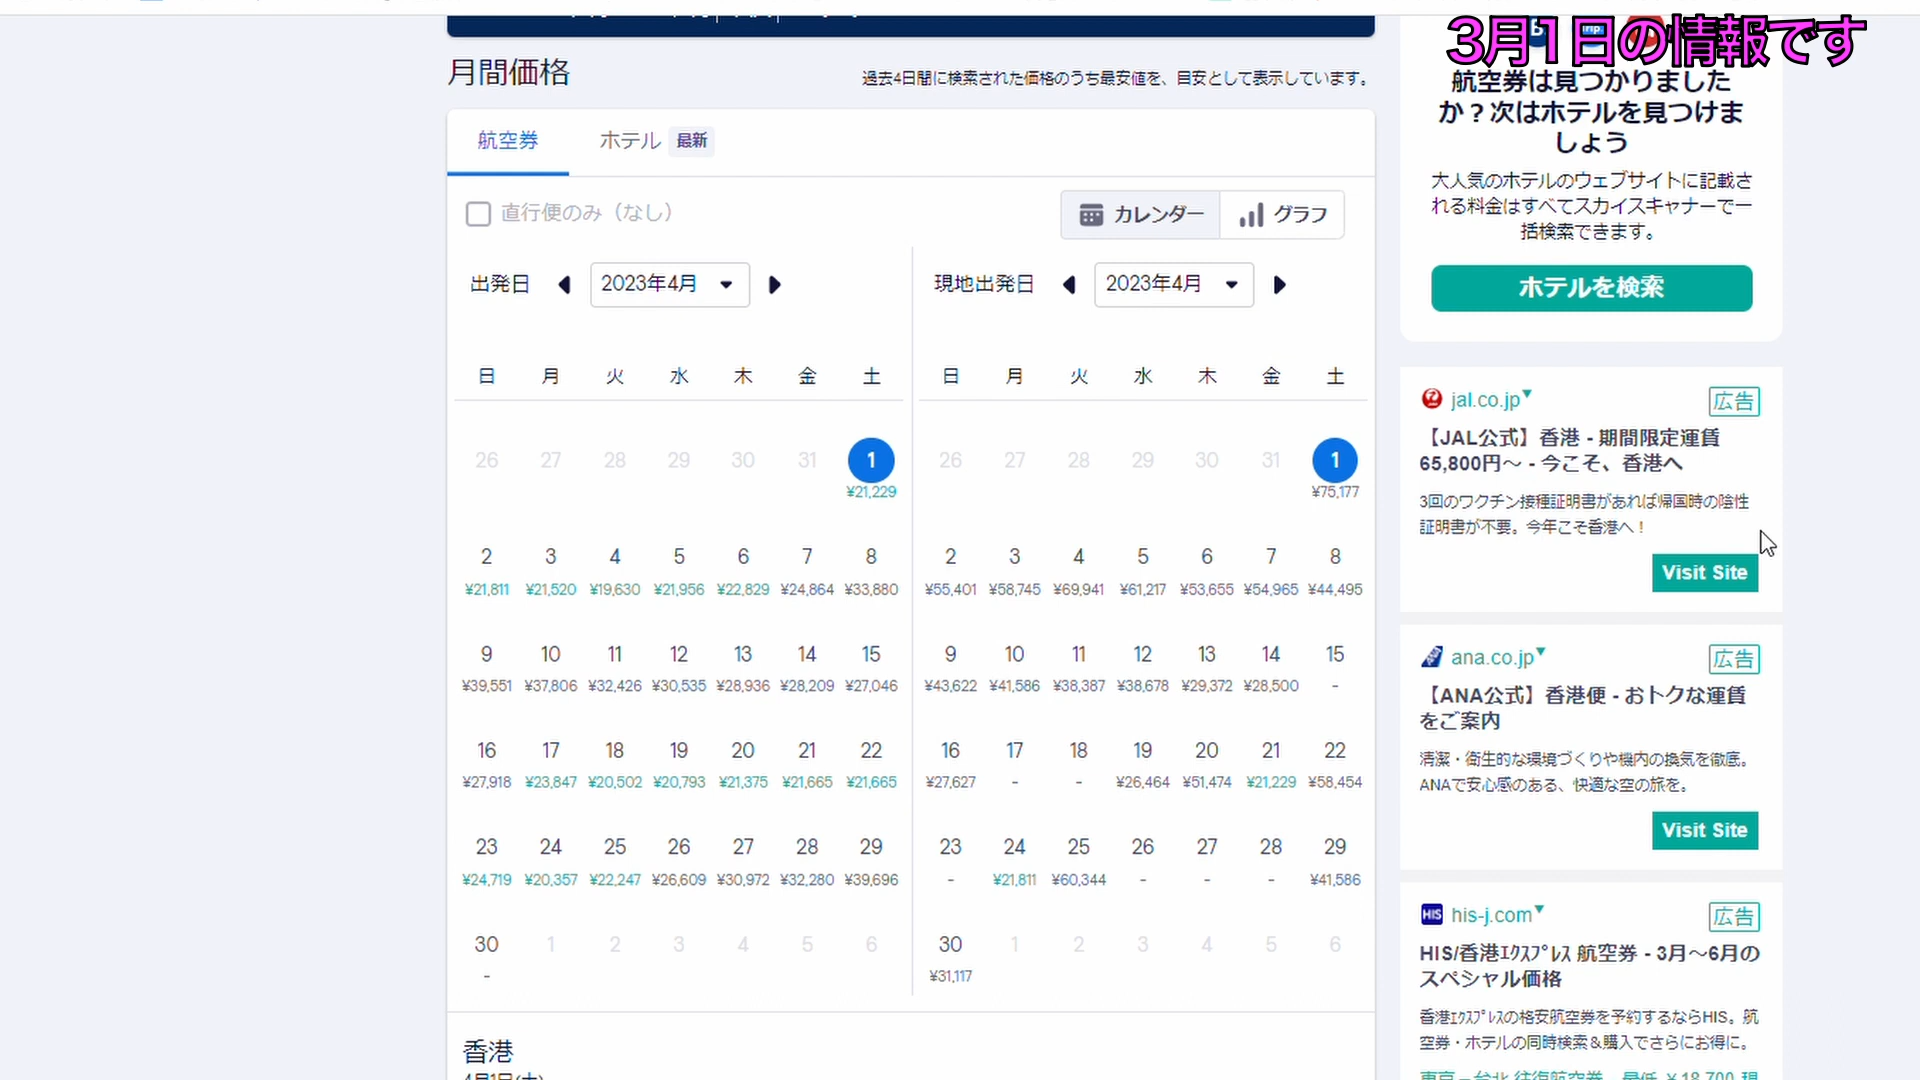 3月1日の情報です
月間価格
過去4日間に検索された価格のうち最安値を、目安として表示しています。
航空券 ホテル 最新
直行便のみ（なし）
カレンダー グラフ
出発日 2023年4月
現地出発日 2023年4月
日 月 火 水 木 金 土
26 27 28 29 30 31 1
¥21,229
2 3 4 5 6 7 8
¥21,811 ¥21,520 ¥19,630 ¥21,956 ¥22,829 ¥24,864 ¥33,880
9 10 11 12 13 14 15
¥39,551 ¥37,806 ¥32,426 ¥30,535 ¥28,936 ¥28,209 ¥27,046
16 17 18 19 20 21 22
¥27,918 ¥23,847 ¥20,502 ¥20,793 ¥21,375 ¥21,665 ¥21,665
23 24 25 26 27 28 29
¥24,719 ¥20,357 ¥22,247 ¥26,609 ¥30,972 ¥32,280 ¥39,696
30 1 2 3 4 5 6
-
日 月 火 水 木 金 土
26 27 28 29 30 31 1
¥75,177
2 3 4 5 6 7 8
¥55,401 ¥58,745 ¥69,941 ¥61,217 ¥53,655 ¥54,965 ¥44,495
9 10 11 12 13 14 15
¥43,622 ¥41,586 ¥38,387 ¥38,678 ¥29,372 ¥28,500 -
16 17 18 19 20 21 22
¥27,627 - - ¥26,464 ¥51,474 ¥21,229 ¥58,454
23 24 25 26 27 28 29
- ¥21,811 ¥60,344 - - - ¥41,586
30 1 2 3 4 5 6
¥31,117
香港
4月1日(土)
航空券は見つかりました
か？次はホテルを見つけま
しょう
大人気のホテルのウェブサイトに記載さ
れる料金はすべてスカイスキャナーで一
括検索できます。
ホテルを検索
jal.co.jp 広告
【JAL公式】香港 - 期間限定運賃
65,800円〜 - 今こそ、香港へ
3回のワクチン接種証明書があれば帰国時の陰性
証明書が不要。今年こそ香港へ！
Visit Site
ana.co.jp 広告
【ANA公式】香港便 - おトクな運賃
をご案内
清潔・衛生的な環境づくりや機内の換気を徹底。
ANAで安心感のある、快適な空の旅を。
Visit Site
HIS his-j.com 広告
HIS/香港ｴｸｽﾌﾟﾚｽ 航空券 - 3月〜6月の
スペシャル価格
香港ｴｸｽﾌﾟﾚｽの格安航空券を予約するならHIS。航
空券・ホテルの同時検索＆購入でさらにお得に。